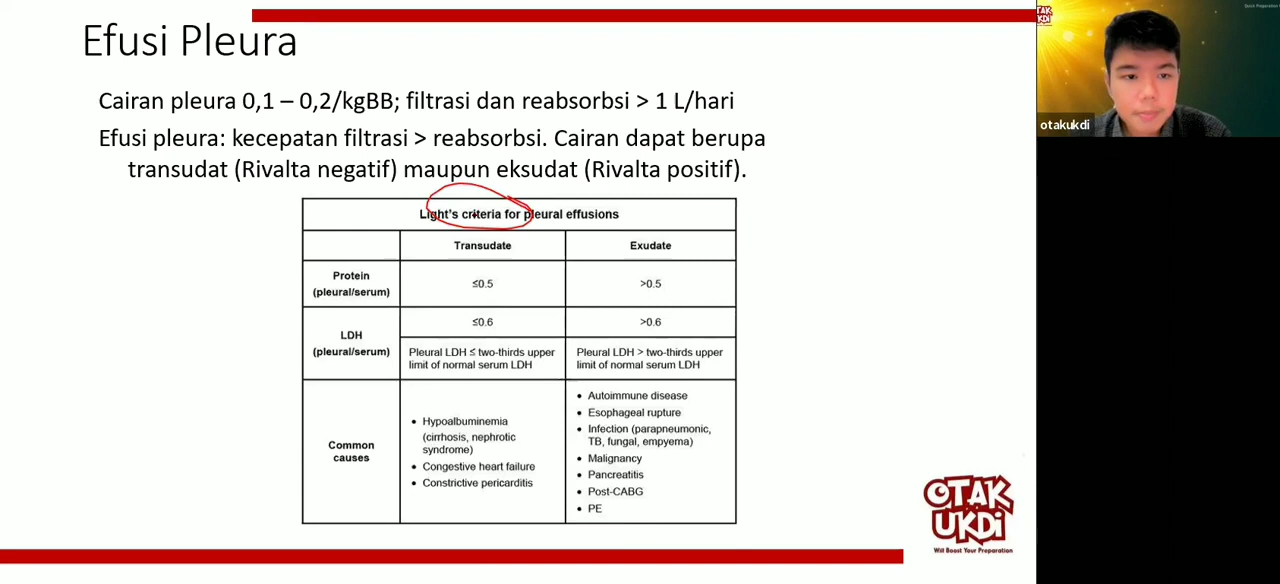 Efusi Pleura
Cairan pleura 0,1 – 0,2/kgBB; filtrasi dan reabsorbsi > 1 L/hari
Efusi pleura: kecepatan filtrasi > reabsorbsi. Cairan dapat berupa
transudat (Rivalta negatif) maupun eksudat (Rivalta positif).
Light's criteria for pleural effusions
Transudate Exudate
Protein
(pleural/serum)
≤0.5 >0.5
LDH
(pleural/serum)
≤0.6 >0.6
Pleural LDH ≤ two-thirds upper
limit of normal serum LDH
Pleural LDH > two-thirds upper
limit of normal serum LDH
Common
causes
• Hypoalbuminemia
(cirrhosis, nephrotic
syndrome)
• Congestive heart failure
• Constrictive pericarditis
• Autoimmune disease
• Esophageal rupture
• Infection (parapneumonic,
TB, fungal, empyema)
• Malignancy
• Pancreatitis
• Post-CABG
• PE
OTAK
UKDI
Will Boost Your Preparation
TAK
UKDI
Quick Preparation
otakukdi